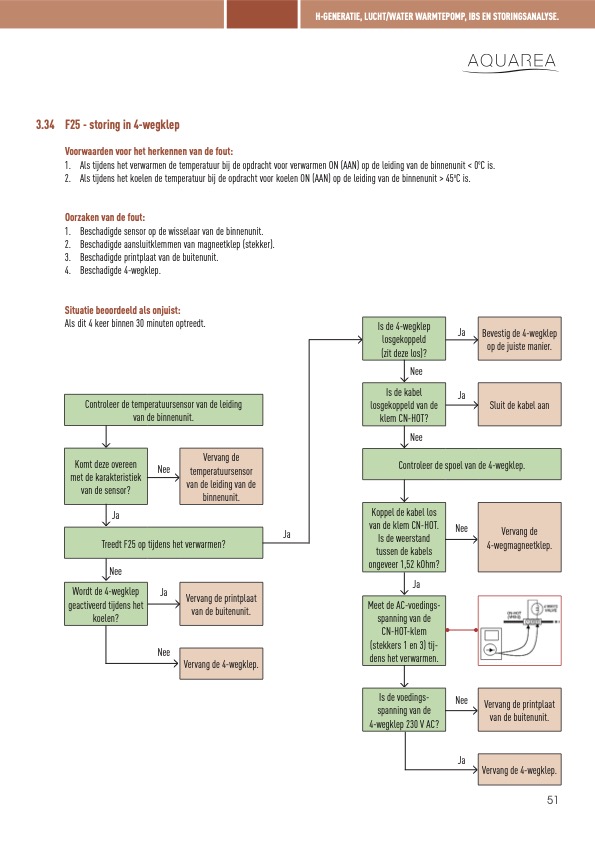 H-GENERATIE, LUCHT/WATER WARMTEPOMP, IBS EN STORINGSANALYSE.
AQUAREA
3.34 F25 - storing in 4-wegklep
Voorwaarden voor het herkennen van de fout:
1. Als tijdens het verwarmen de temperatuur bij de opdracht voor verwarmen ON (AAN) op de leiding van de binnenunit < 0°C is.
2. Als tijdens het koelen de temperatuur bij de opdracht voor koelen ON (AAN) op de leiding van de binnenunit > 45°C is.
Oorzaken van de fout:
1. Beschadigde sensor op de wisselaar van de binnenunit.
2. Beschadigde aansluitklemmen van magneetklep (stekker).
3. Beschadigde printplaat van de buitenunit.
4. Beschadigde 4-wegklep.
Situatie beoordeeld als onjuist:
Als dit 4 keer binnen 30 minuten optreedt.
Controleer de temperatuursensor van de leiding
van de binnenunit.
Komt deze overeen
met de karakteristiek
van de sensor?
Nee
Vervang de
temperatuursensor
van de leiding van de
binnenunit.
Ja
Treedt F25 op tijdens het verwarmen?
Ja
Nee
Wordt de 4-wegklep
geactiveerd tijdens het
koelen?
Ja
Vervang de printplaat
van de buitenunit.
Nee
Vervang de 4-wegklep.
Is de 4-wegklep
losgekoppeld
(zit deze los)?
Ja
Bevestig de 4-wegklep
op de juiste manier.
Nee
Is de kabel
losgekoppeld van de
klem CN-HOT?
Ja
Sluit de kabel aan
Nee
Controleer de spoel van de 4-wegklep.
Koppel de kabel los
van de klem CN-HOT.
Is de weerstand
tussen de kabels
ongeveer 1,52 kOhm?
Nee
Vervang de
4-wegmagneetklep.
Ja
Meet de AC-voedings-
spanning van de
CN-HOT-klem
(stekkers 1 en 3) tij-
dens het verwarmen.
CN-HOT
4-WAYS
VALVE
Is de voedings-
spanning van de
4-wegklep 230 V AC?
Nee
Vervang de printplaat
van de buitenunit.
Ja
Vervang de 4-wegklep.
51